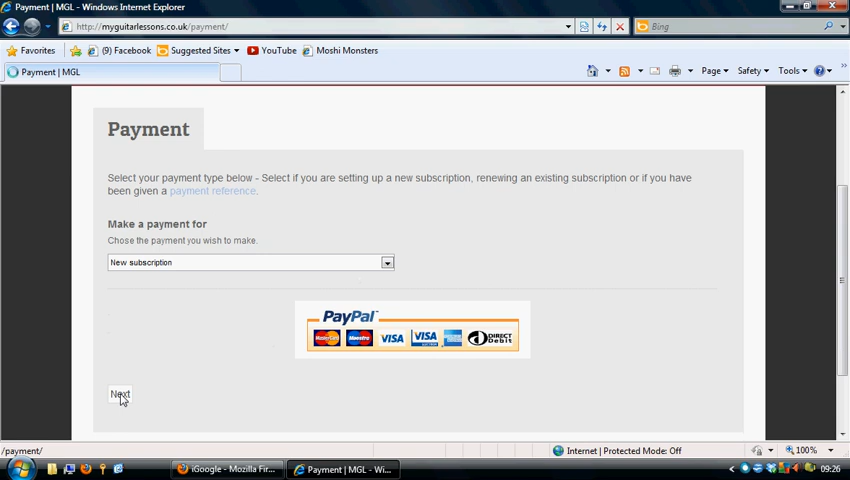 Payment | MGL - Windows Internet Explorer
http://myguitarlessons.co.uk/payment/
Bing
Favorites
(9) Facebook
Suggested Sites
YouTube
Moshi Monsters
Payment | MGL
Page
Safety
Tools
Payment
Select your payment type below - Select if you are setting up a new subscription, renewing an existing subscription or if you have
been given a payment reference.
Make a payment for
Chose the payment you wish to make.
New subscription
PayPal
MasterCard
Maestro
VISA
VISA
DIRECT
Debit
Next
/payment/
Internet | Protected Mode: Off
100%
iGoogle - Mozilla Fir...
Payment | MGL - Wi...
09:26